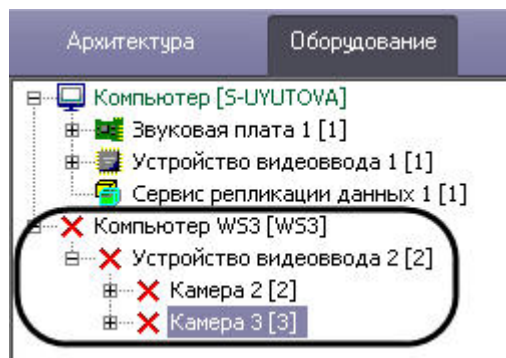 Архитектура Оборудование
Компьютер [S-UYUTOVA]
Звуковая плата 1 [1]
Устройство видеоввода 1 [1]
Сервис репликации данных 1 [1]
Компьютер WS3 [WS3]
Устройство видеоввода 2 [2]
Камера 2 [2]
Камера 3 [3]